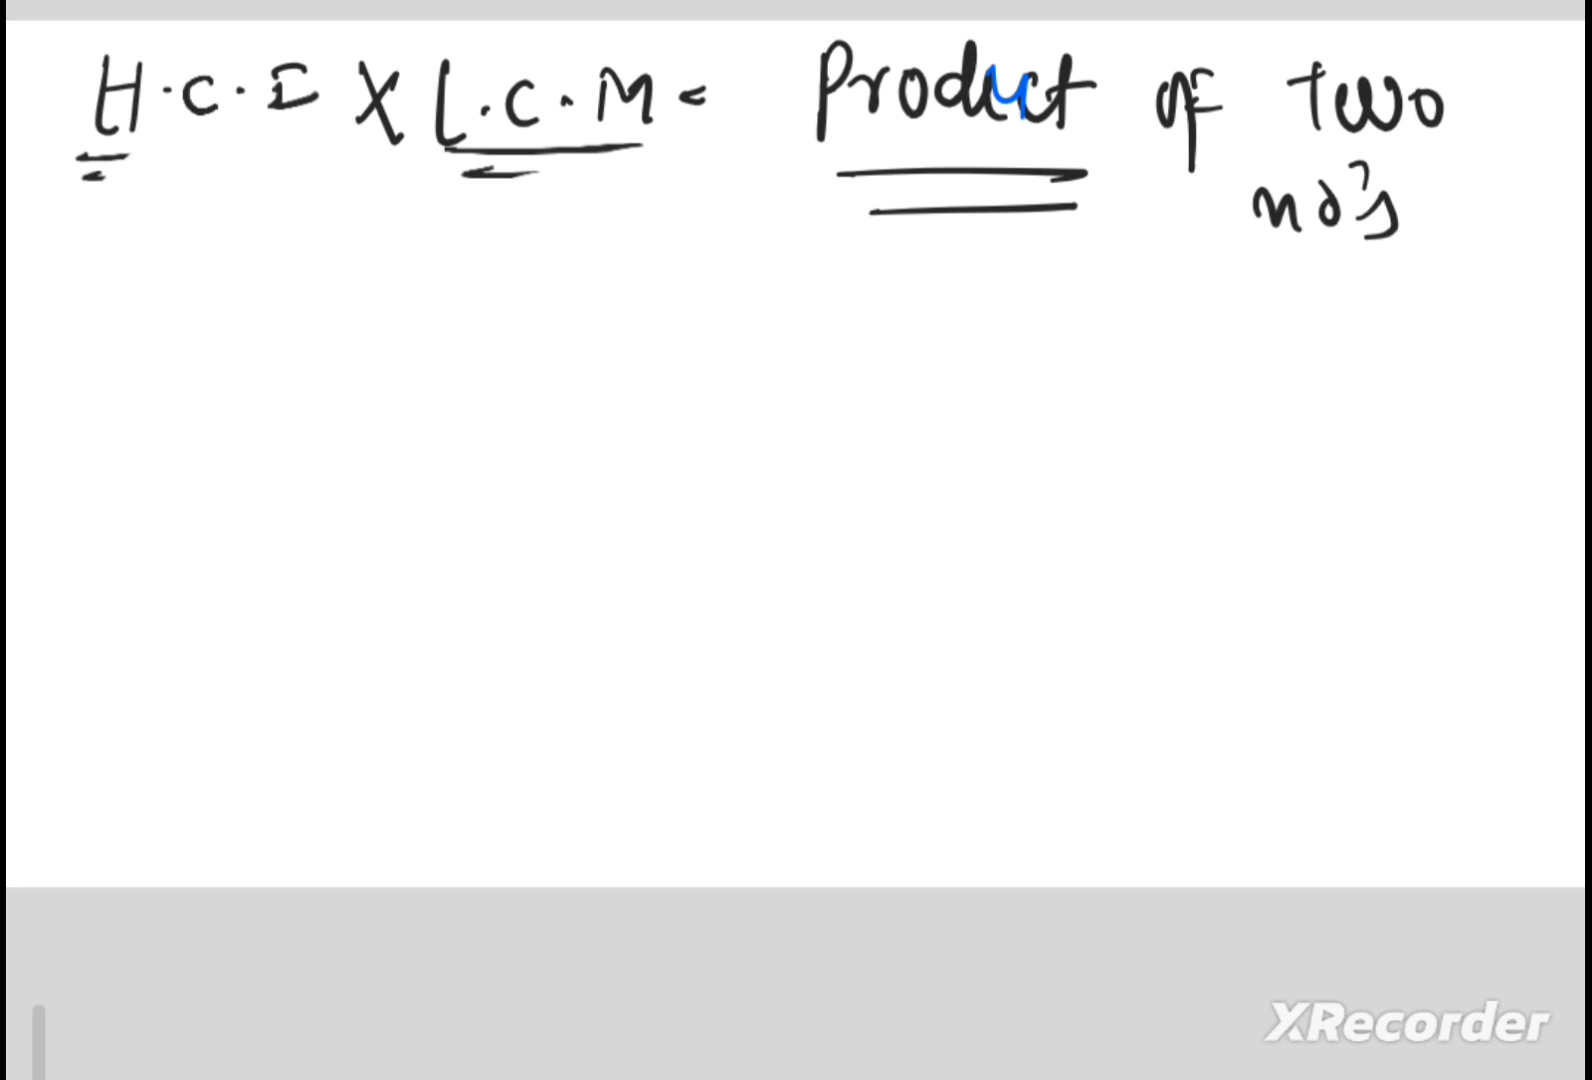 H.C.F X L.C.M = Product of two
no's
XRecorder